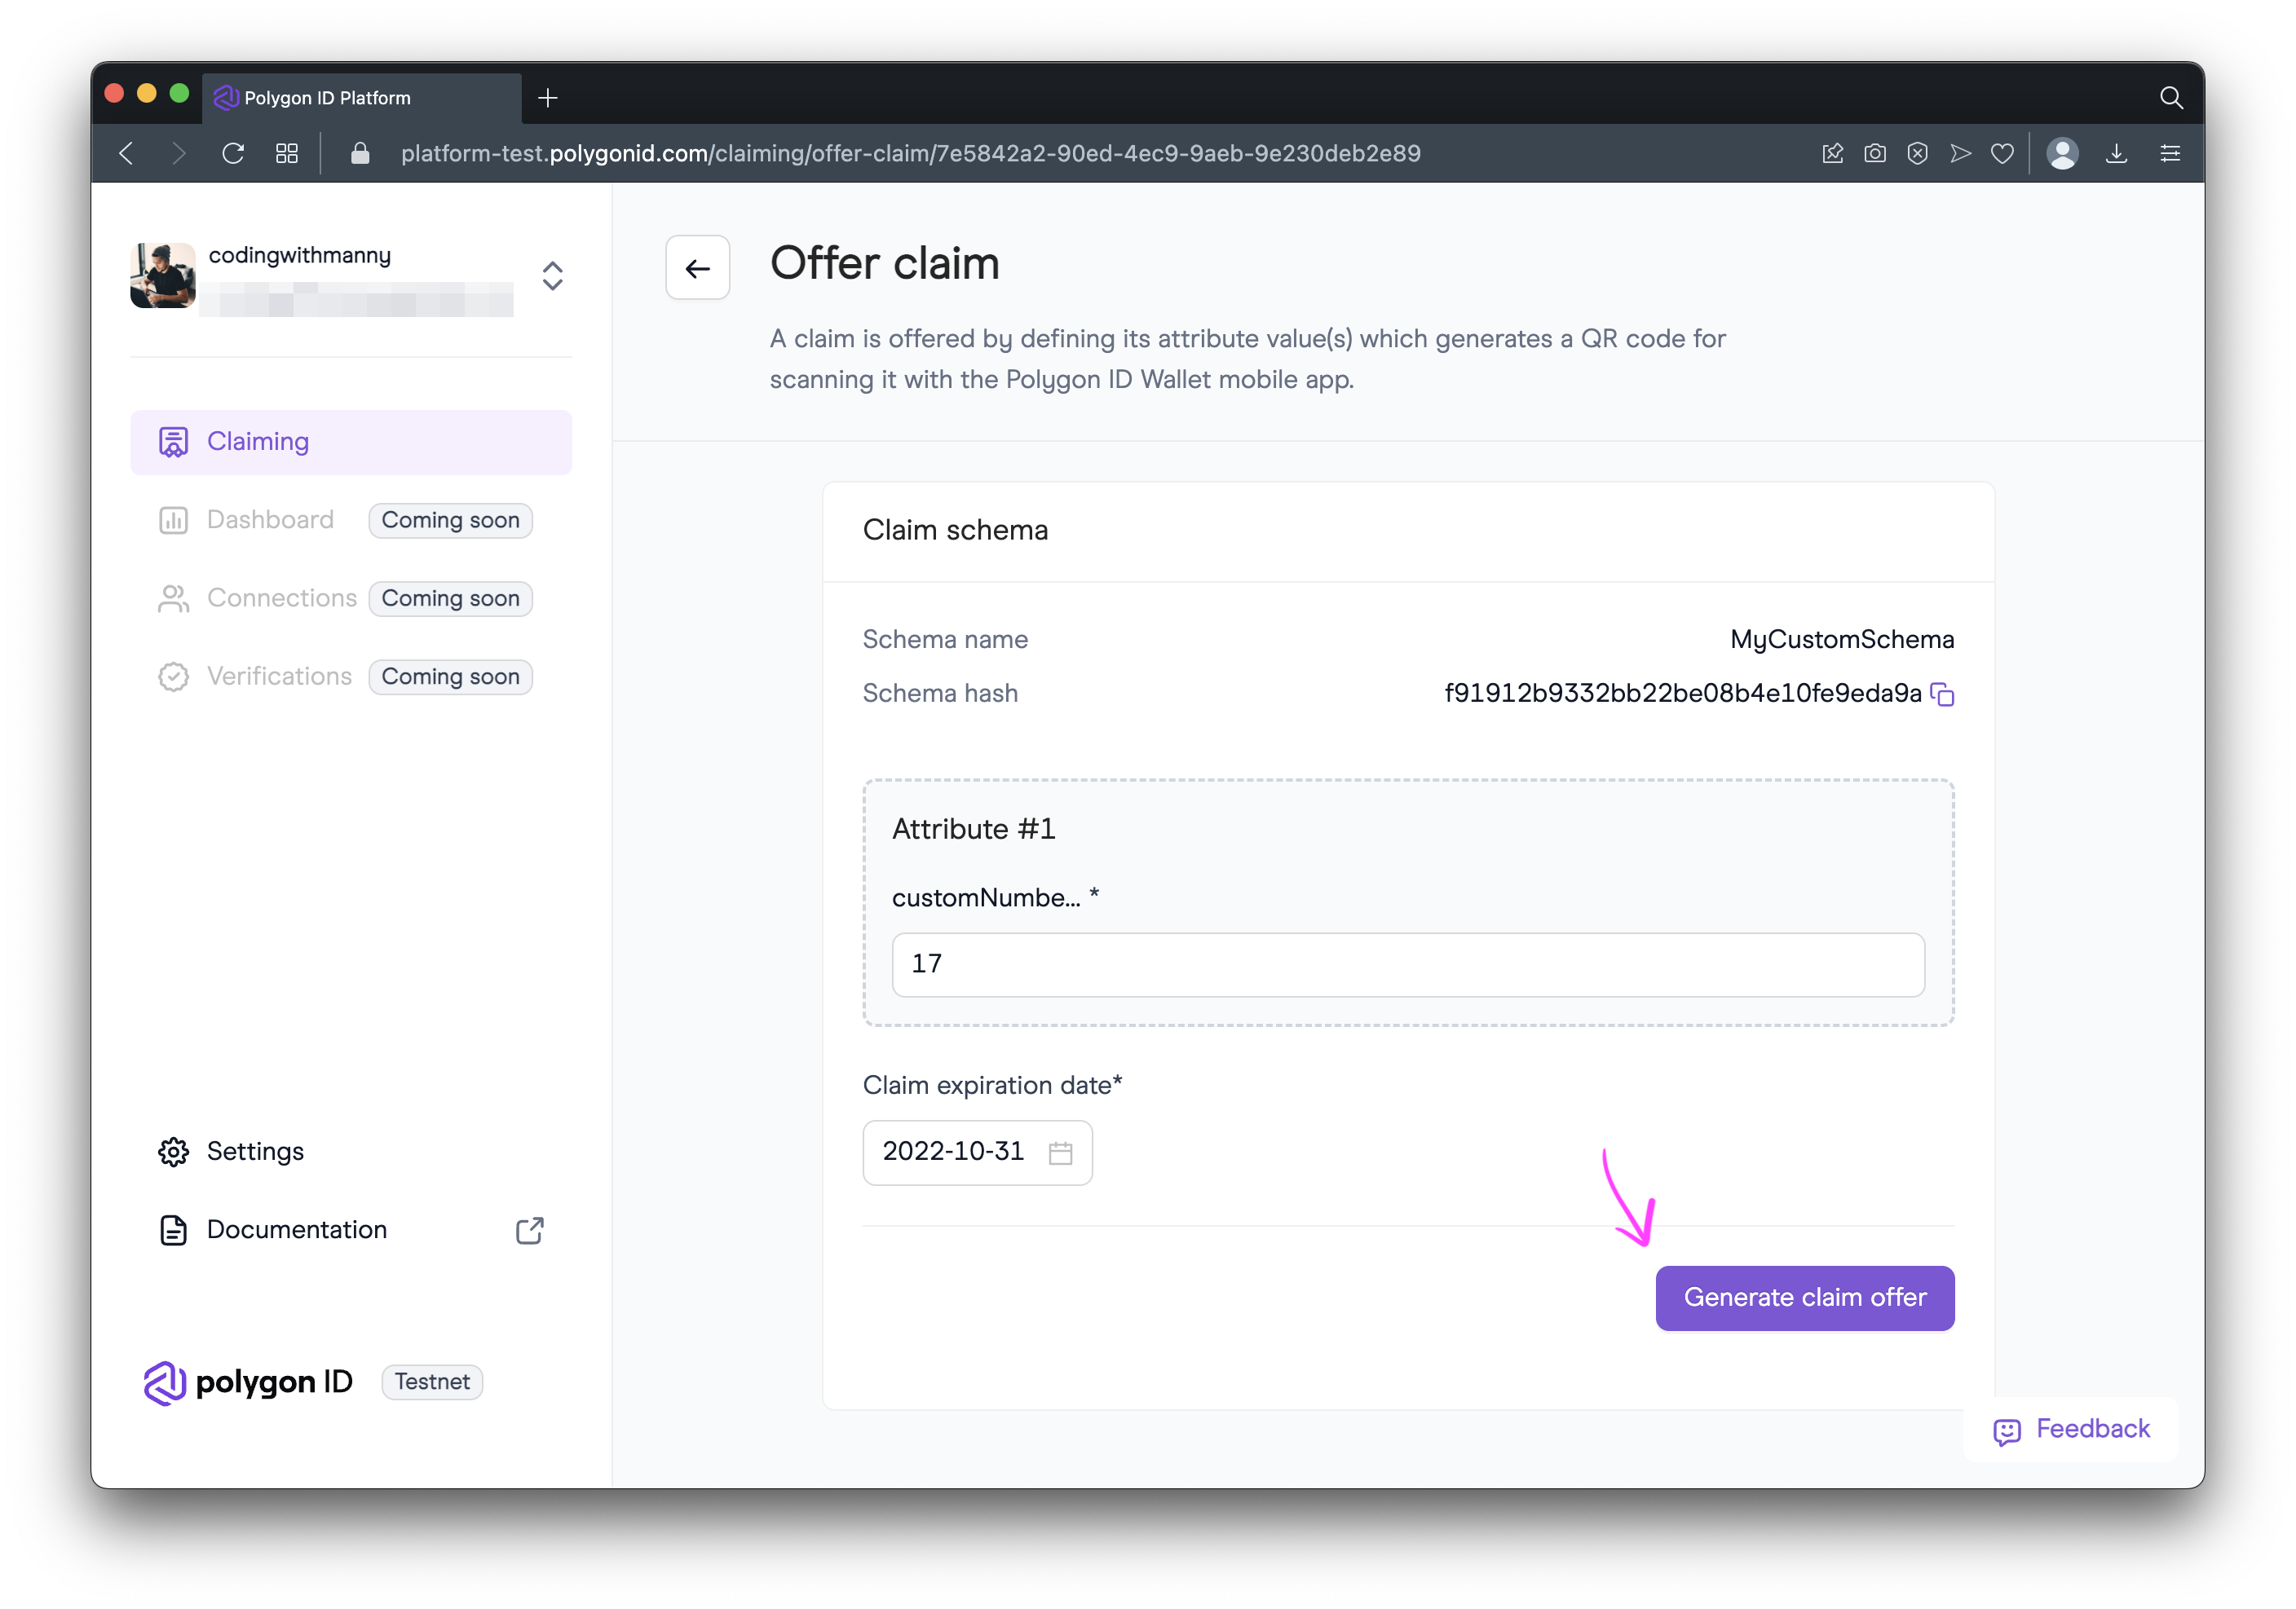 Polygon ID Platform
platform-test.polygonid.com/claiming/offer-claim/7e5842a2-90ed-4ec9-9aeb-9e230deb2e89
codingwithmanny
Claiming
Dashboard Coming soon
Connections Coming soon
Verifications Coming soon
Settings
Documentation
polygon ID Testnet
Offer claim
A claim is offered by defining its attribute value(s) which generates a QR code for
scanning it with the Polygon ID Wallet mobile app.
Claim schema
Schema name MyCustomSchema
Schema hash f91912b9332bb22be08b4e10fe9eda9a
Attribute #1
customNumbe... *
17
Claim expiration date*
2022-10-31
Generate claim offer
Feedback